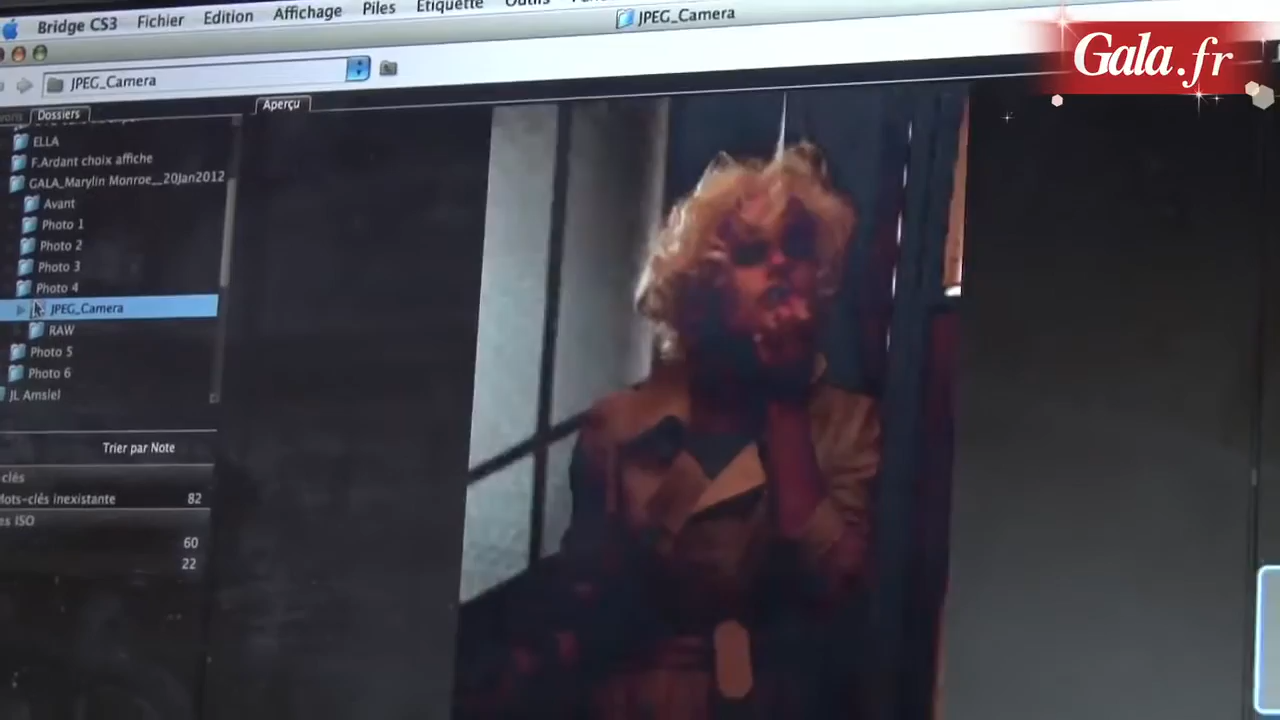 Bridge CS3 Fichier Edition Affichage Piles Etiquette
JPEG_Camera
Gala.fr
JPEG_Camera
Dossiers
Aperçu
ELLA
F.Ardant choix affiche
GALA_Marylin Monroe__20Jan2012
Avant
Photo 1
Photo 2
Photo 3
Photo 4
JPEG_Camera
RAW
Photo 5
Photo 6
JL Amslel
Trier par Note
clés
Mots-clés inexistante 82
es ISO
60
22